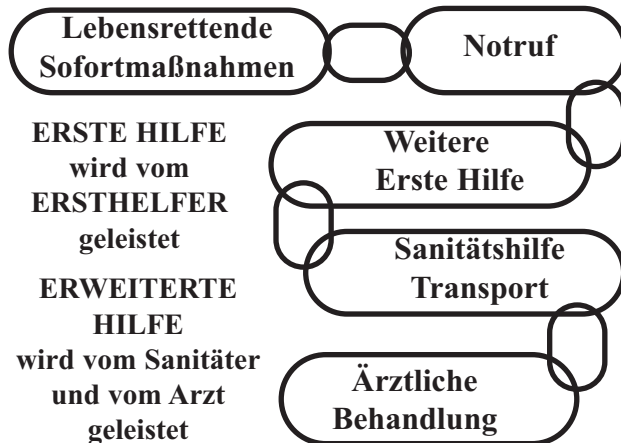 Lebensrettende
Sofortmaßnahmen
Notruf
Weitere
Erste Hilfe
ERSTE HILFE
wird vom
ERSTHELFER
geleistet
Sanitätshilfe
Transport
ERWEITERTE
HILFE
wird vom Sanitäter
und vom Arzt
geleistet
Ärztliche
Behandlung